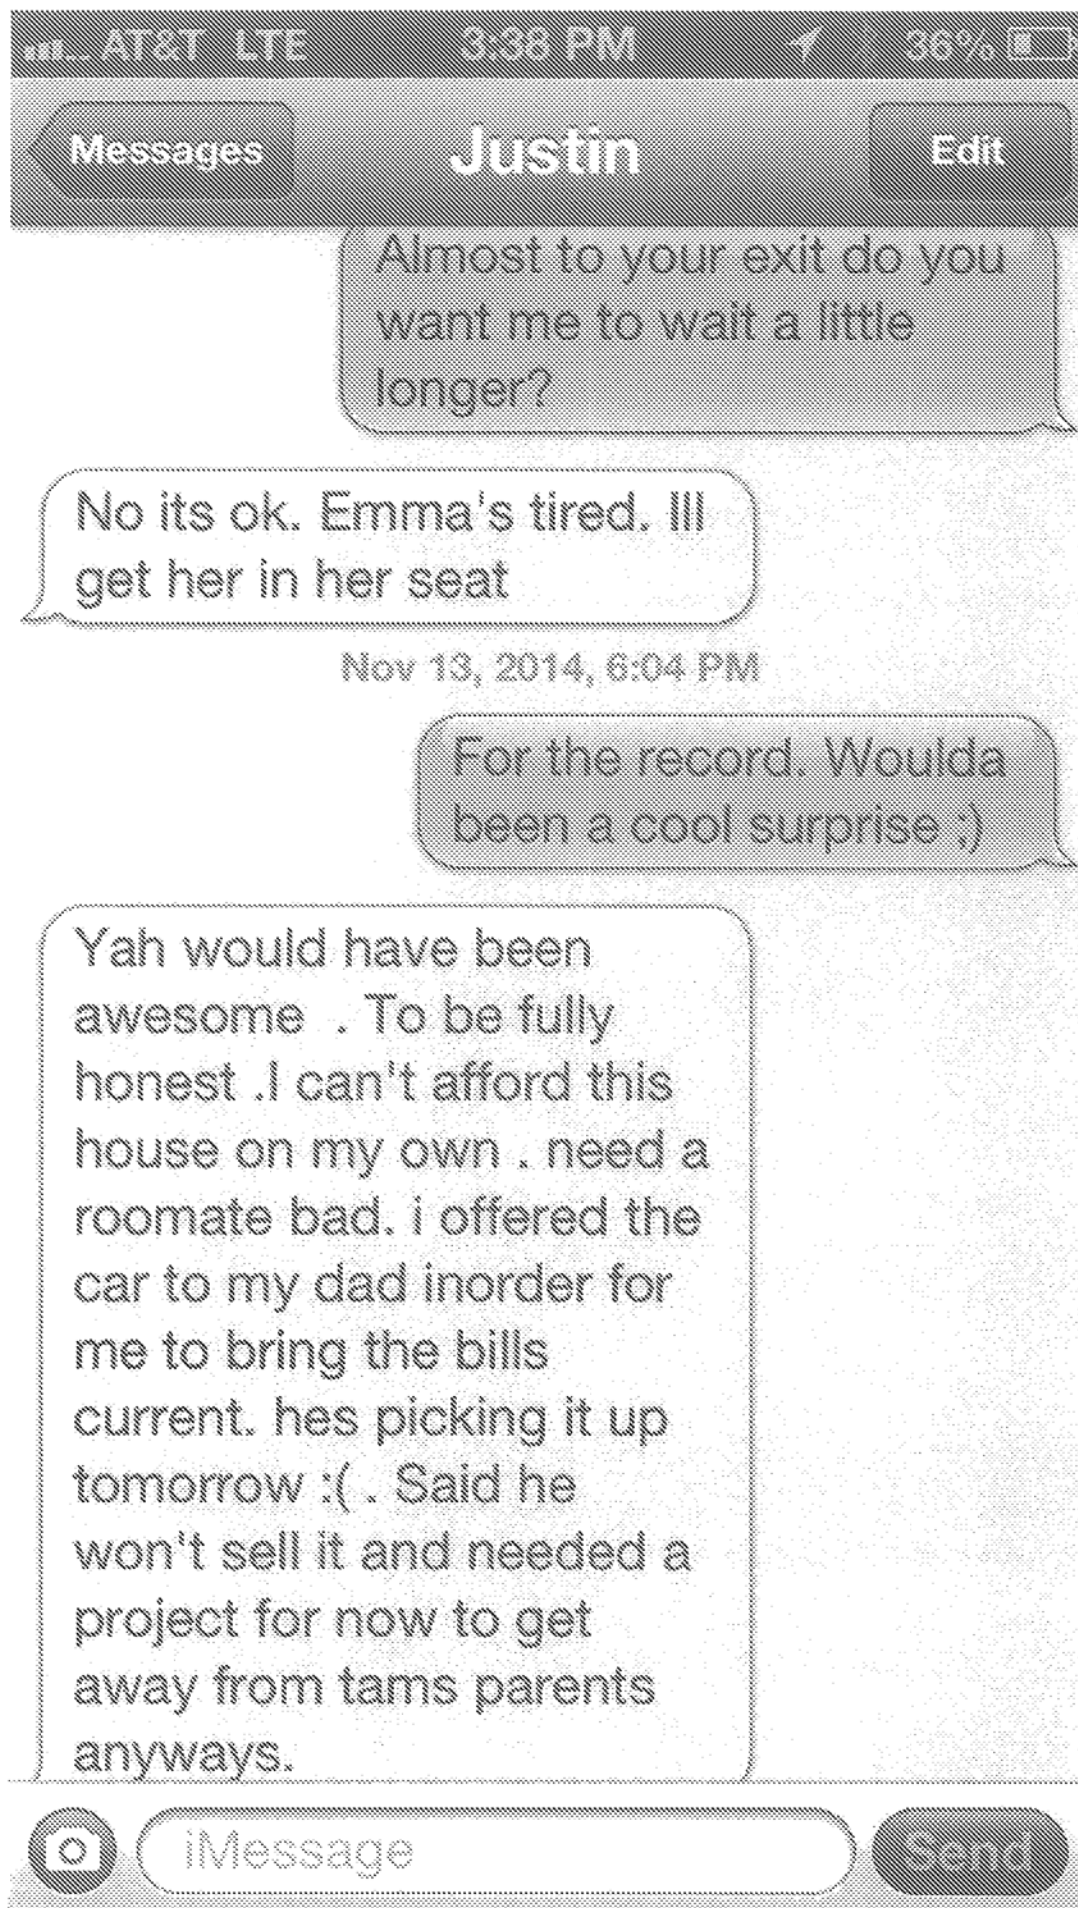 AT&T LTE 3:38 PM 36%
Messages Justin Edit
Almost to your exit do you
want me to wait a little
longer?
No its ok. Emma's tired. Ill
get her in her seat
Nov 13, 2014, 6:04 PM
For the record. Woulda
been a cool surprise ;)
Yah would have been
awesome . To be fully
honest .I can't afford this
house on my own . need a
roomate bad. i offered the
car to my dad inorder for
me to bring the bills
current. hes picking it up
tomorrow :( . Said he
won't sell it and needed a
project for now to get
away from tams parents
anyways.
iMessage Send